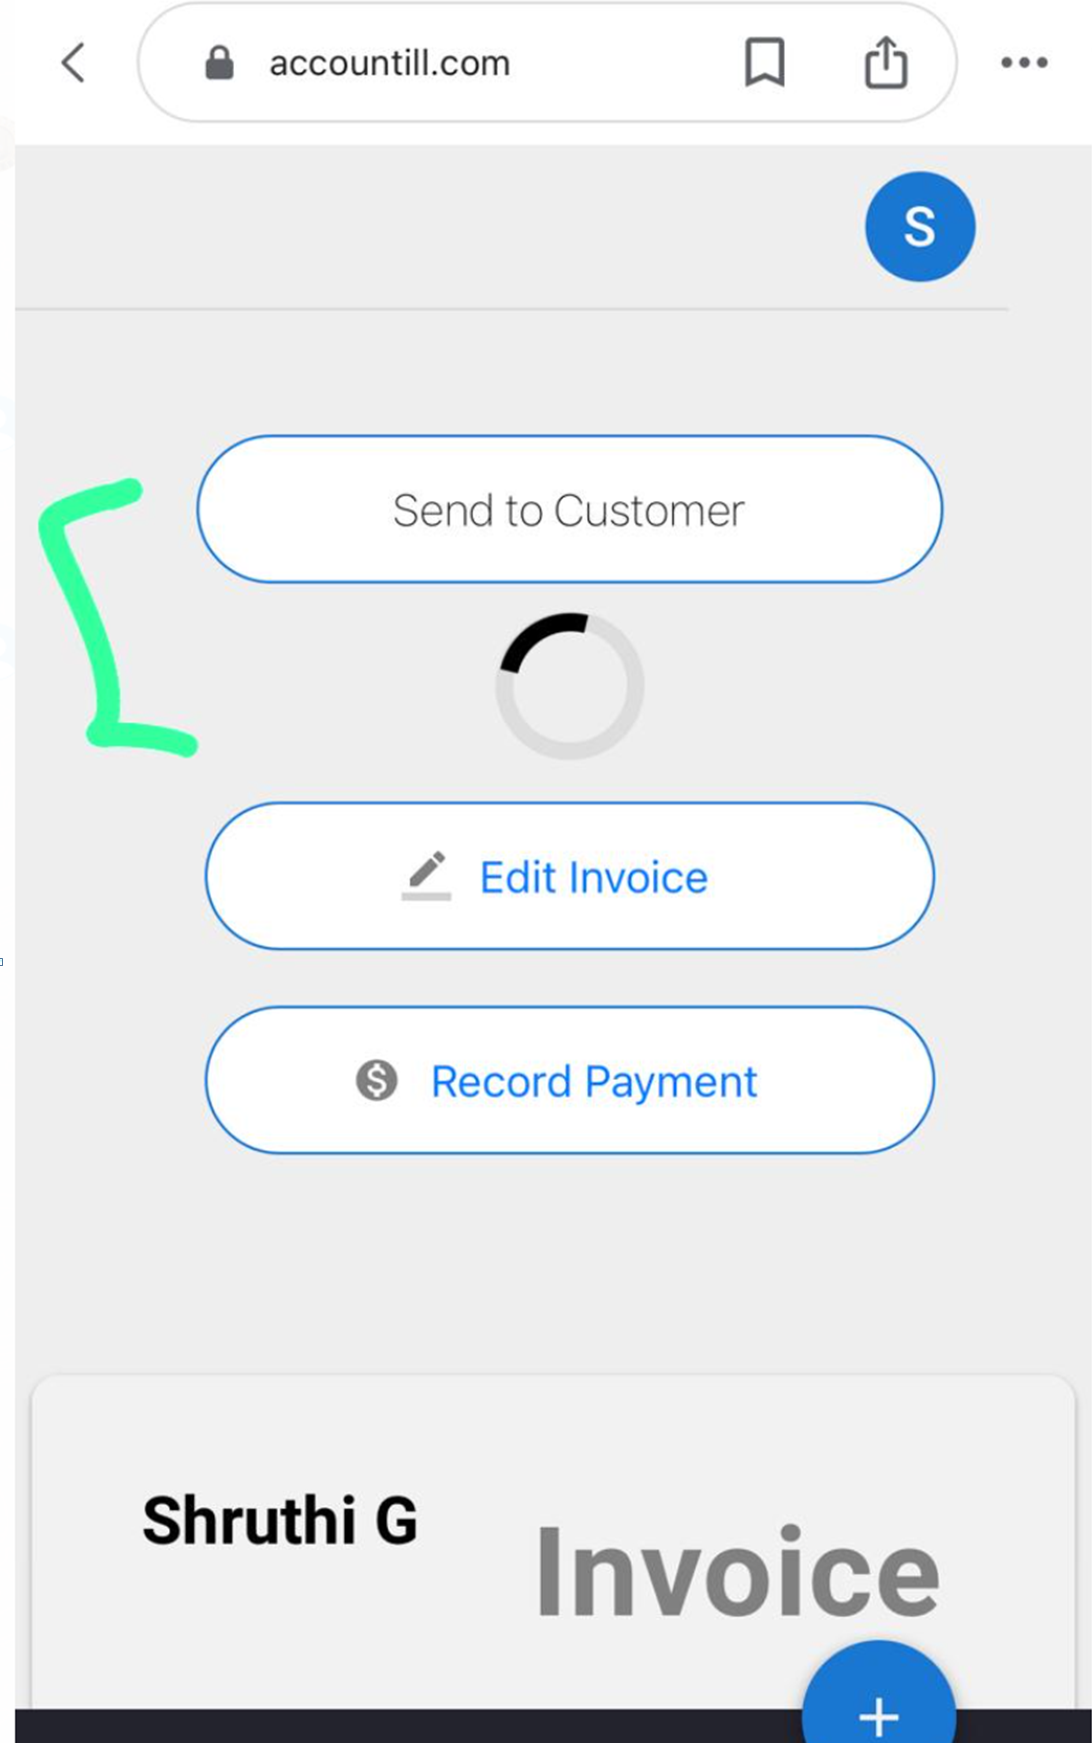 accountill.com
S
Send to Customer
Edit Invoice
Record Payment
Shruthi G
Invoice